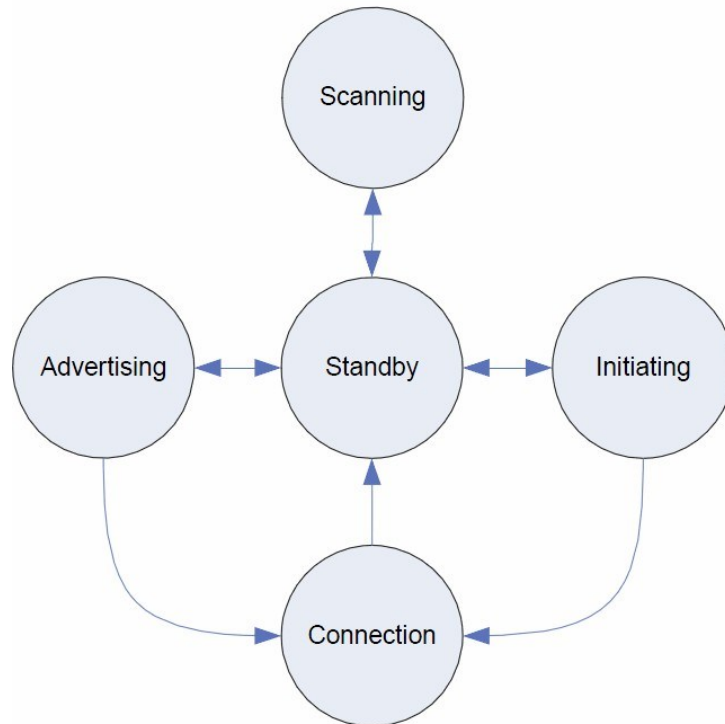 Scanning
Advertising
Standby
Initiating
Connection